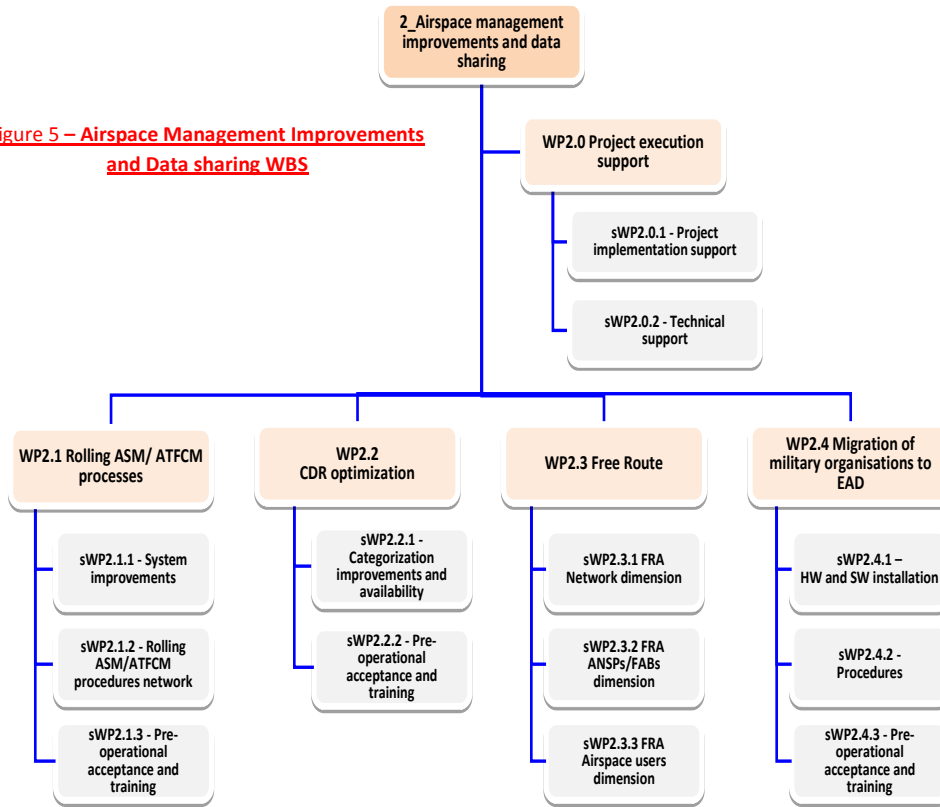 2_Airspace management
improvements and data
sharing
igure 5 – Airspace Management Improvements
and Data sharing WBS
WP2.0 Project execution
support
sWP2.0.1 - Project
implementation support
sWP2.0.2 - Technical
support
WP2.1 Rolling ASM/ ATFCM
processes
sWP2.1.1 - System
improvements
sWP2.1.2 - Rolling
ASM/ATFCM
procedures network
sWP2.1.3 - Pre-
operational
acceptance and
training
WP2.2
CDR optimization
sWP2.2.1 -
Categorization
improvements and
availability
sWP2.2.2 - Pre-
operational
acceptance and
training
WP2.3 Free Route
sWP2.3.1 FRA
Network dimension
sWP2.3.2 FRA
ANSPs/FABs
dimension
sWP2.3.3 FRA
Airspace users
dimension
WP2.4 Migration of
military organisations to
EAD
sWP2.4.1 –
HW and SW installation
sWP2.4.2 -
Procedures
sWP2.4.3 - Pre-
operational
acceptance and
training